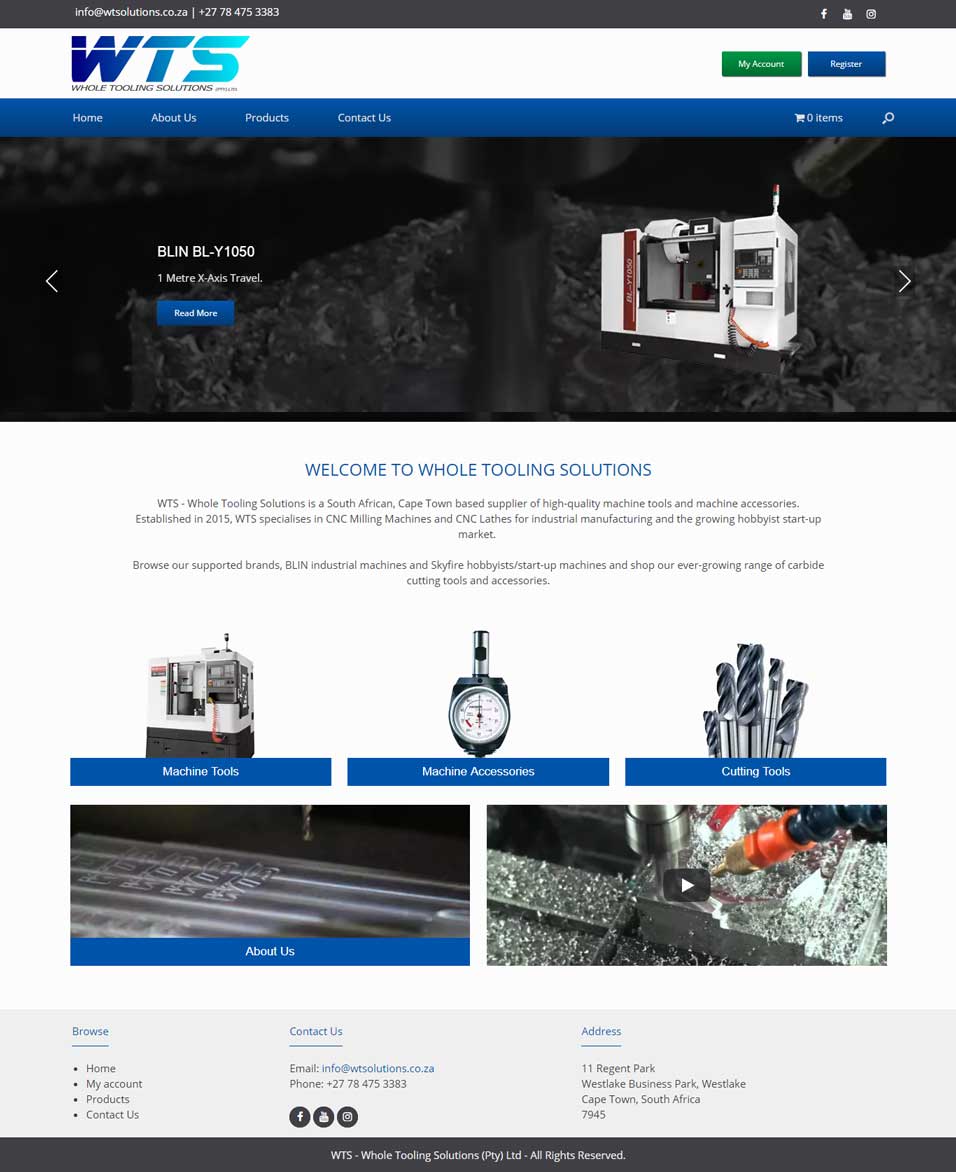 info@wtsolutions.co.za | +27 78 475 3383
WTS
WHOLE TOOLING SOLUTIONS (PTY) LTD.
My Account
Register
Home
About Us
Products
Contact Us
0 items
BLIN BL-Y1050
1 Metre X-Axis Travel.
Read More
BL-Y1050
WELCOME TO WHOLE TOOLING SOLUTIONS
WTS - Whole Tooling Solutions is a South African, Cape Town based supplier of high-quality machine tools and machine accessories.
Established in 2015, WTS specialises in CNC Milling Machines and CNC Lathes for industrial manufacturing and the growing hobbyist start-up
market.
Browse our supported brands, BLIN industrial machines and Skyfire hobbyists/start-up machines and shop our ever-growing range of carbide
cutting tools and accessories.
Machine Tools
Machine Accessories
Cutting Tools
About Us
Browse
Home
My account
Products
Contact Us
Contact Us
Email: info@wtsolutions.co.za
Phone: +27 78 475 3383
Address
11 Regent Park
Westlake Business Park, Westlake
Cape Town, South Africa
7945
WTS - Whole Tooling Solutions (Pty) Ltd - All Rights Reserved.